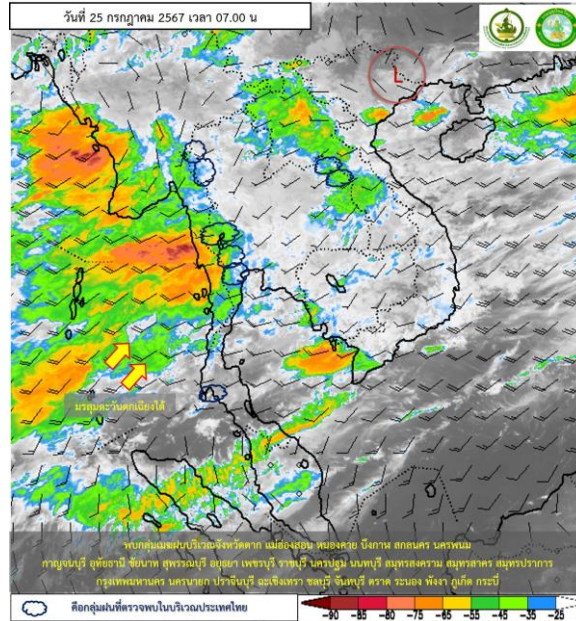 วันที่ 25 กรกฎาคม 2567 เวลา 07.00 น
L
มรสุมตะวันตกเฉียงใต้
พบกลุ่มเมฆฝนบริเวณจังหวัดตาก แม่ฮ่องสอน หนองคาย บึงกาฬ สกลนคร นครพนม
กาญจนบุรี อุทัยธานี ชัยนาท สุพรรณบุรี อยุธยา เพชรบุรี ราชบุรี นครปฐม นนทบุรี สมุทรสงคราม สมุทรสาคร สมุทรปราการ
กรุงเทพมหานคร นครนายก ปราจีนบุรี ฉะเชิงเทรา ชลบุรี จันทบุรี ตราด ระนอง พังงา ภูเก็ต กระบี่
คือกลุ่มฝนที่ตรวจพบในบริเวณประเทศไทย
-90 -85 -80 -70 -65 -55 -45 -35 -25